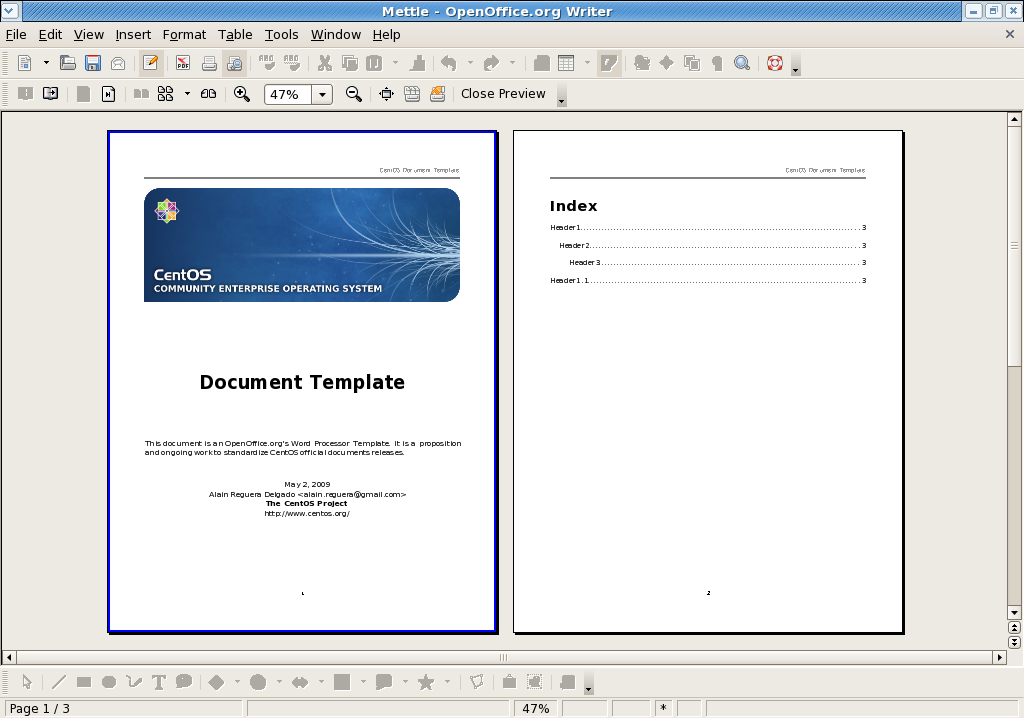 Mettle - OpenOffice.org Writer
File Edit View Insert Format Table Tools Window Help
PDF
ABC ABC
47% Close Preview
CentOS Document Template
CentOS
COMMUNITY ENTERPRISE OPERATING SYSTEM
Document Template
This document is an OpenOffice.org's Word Processor Template. It is a proposition
and ongoing work to standardize CentOS official documents releases.
May 2, 2009
Alain Reguera Delgado <alain.reguera@gmail.com>
The CentOS Project
http://www.centos.org/
1
CentOS Document Template
Index
Header1 3
Header2 3
Header3 3
Header1.1 3
2
T
Page 1 / 3 47% *